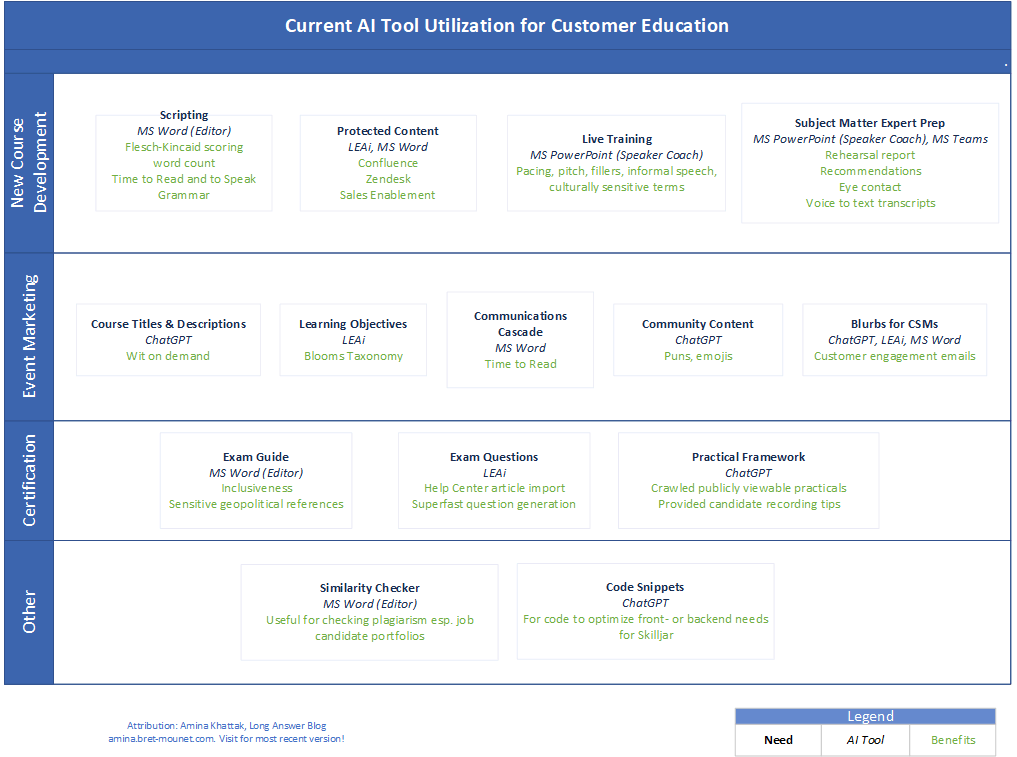 Current AI Tool Utilization for Customer Education
New Course
Development
Scripting
MS Word (Editor)
Flesch-Kincaid scoring
word count
Time to Read and to Speak
Grammar
Protected Content
LEAi, MS Word
Confluence
Zendesk
Sales Enablement
Live Training
MS PowerPoint (Speaker Coach)
Pacing, pitch, fillers, informal speech,
culturally sensitive terms
Subject Matter Expert Prep
MS PowerPoint (Speaker Coach), MS Teams
Rehearsal report
Recommendations
Eye contact
Voice to text transcripts
Event Marketing
Course Titles & Descriptions
ChatGPT
Wit on demand
Learning Objectives
LEAi
Blooms Taxonomy
Communications
Cascade
MS Word
Time to Read
Community Content
ChatGPT
Puns, emojis
Blurbs for CSMs
ChatGPT, LEAi, MS Word
Customer engagement emails
Certification
Exam Guide
MS Word (Editor)
Inclusiveness
Sensitive geopolitical references
Exam Questions
LEAi
Help Center article import
Superfast question generation
Practical Framework
ChatGPT
Crawled publicly viewable practicals
Provided candidate recording tips
Other
Similarity Checker
MS Word (Editor)
Useful for checking plagiarism esp. job
candidate portfolios
Code Snippets
ChatGPT
For code to optimize front- or backend needs
for Skilljar
Attribution: Amina Khattak, Long Answer Blog
amina.bret-mounet.com. Visit for most recent version!
Legend
Need
AI Tool
Benefits